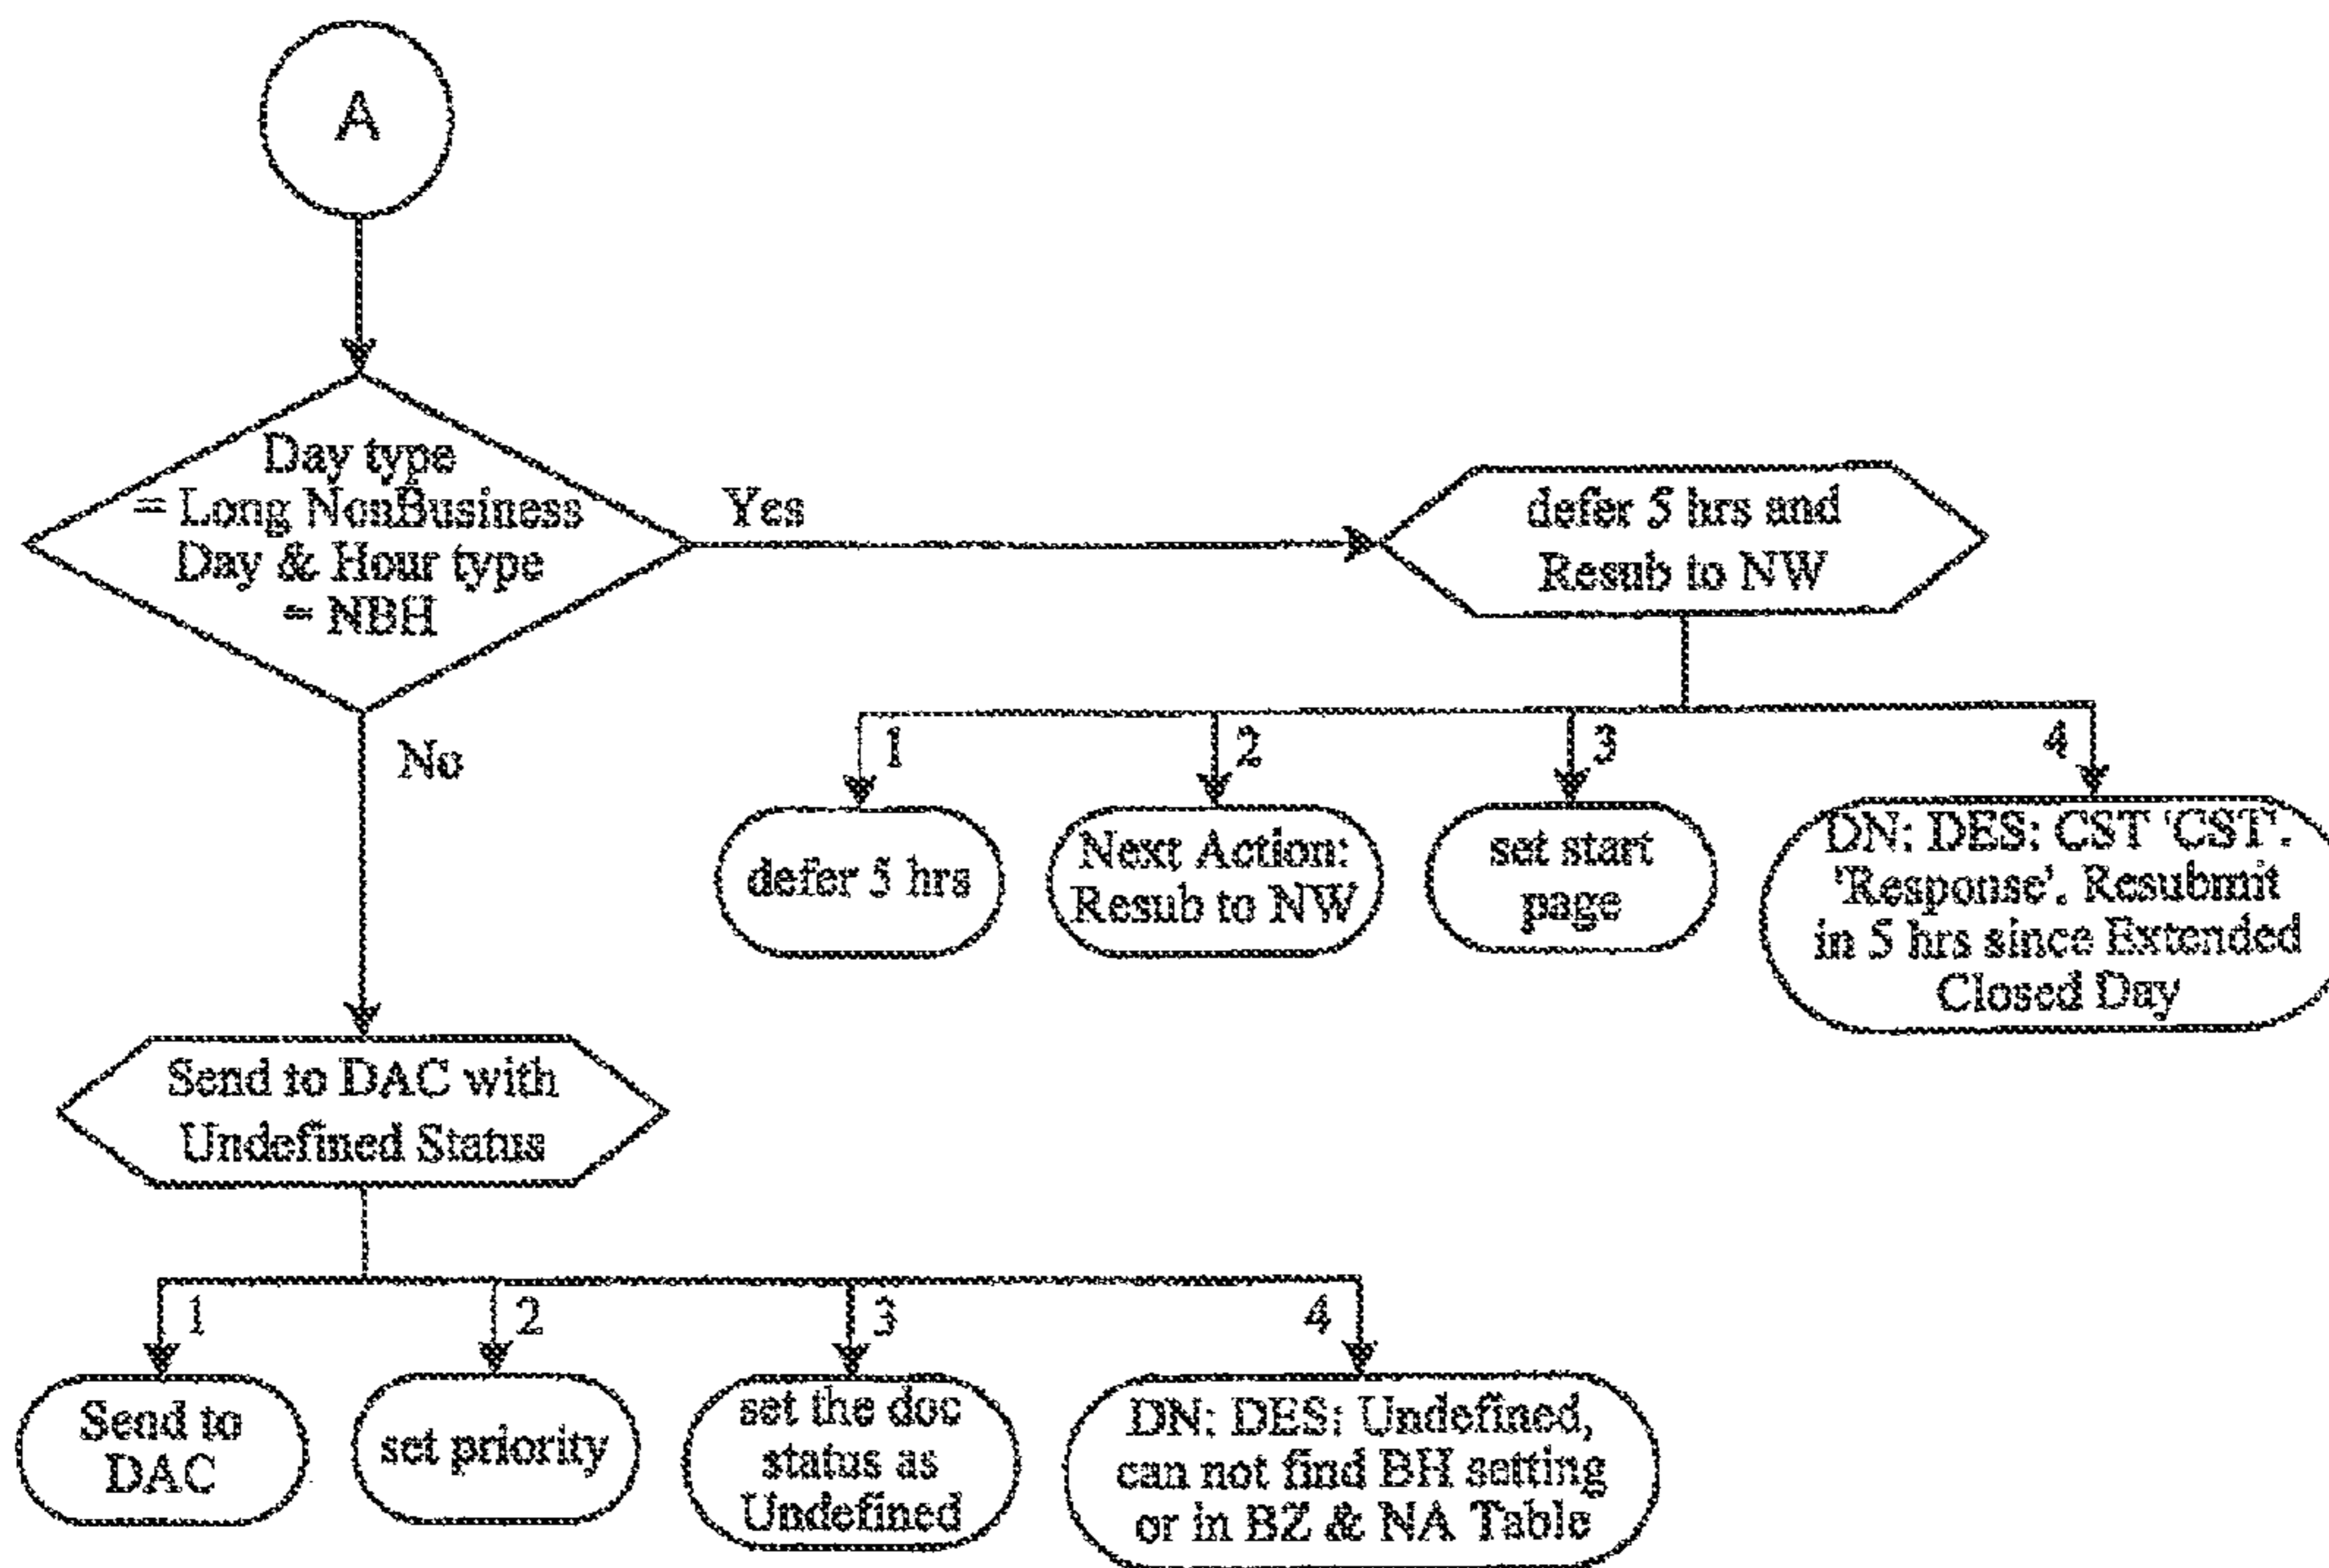 A
Day type
= Long NonBusiness
Day & Hour type
= NBH
Yes
defer 5 hrs and
Resub to NW
No
1
2
3
4
defer 5 hrs
Next Action:
Resub to NW
set start
page
DN: DES: CST 'CST'.
'Response'. Resubmit
in 5 hrs since Extended
Closed Day
Send to DAC with
Undefined Status
1
2
3
4
Send to
DAC
set priority
set the doc
status as
Undefined
DN: DES: Undefined,
can not find BH setting
or in BZ & NA Table